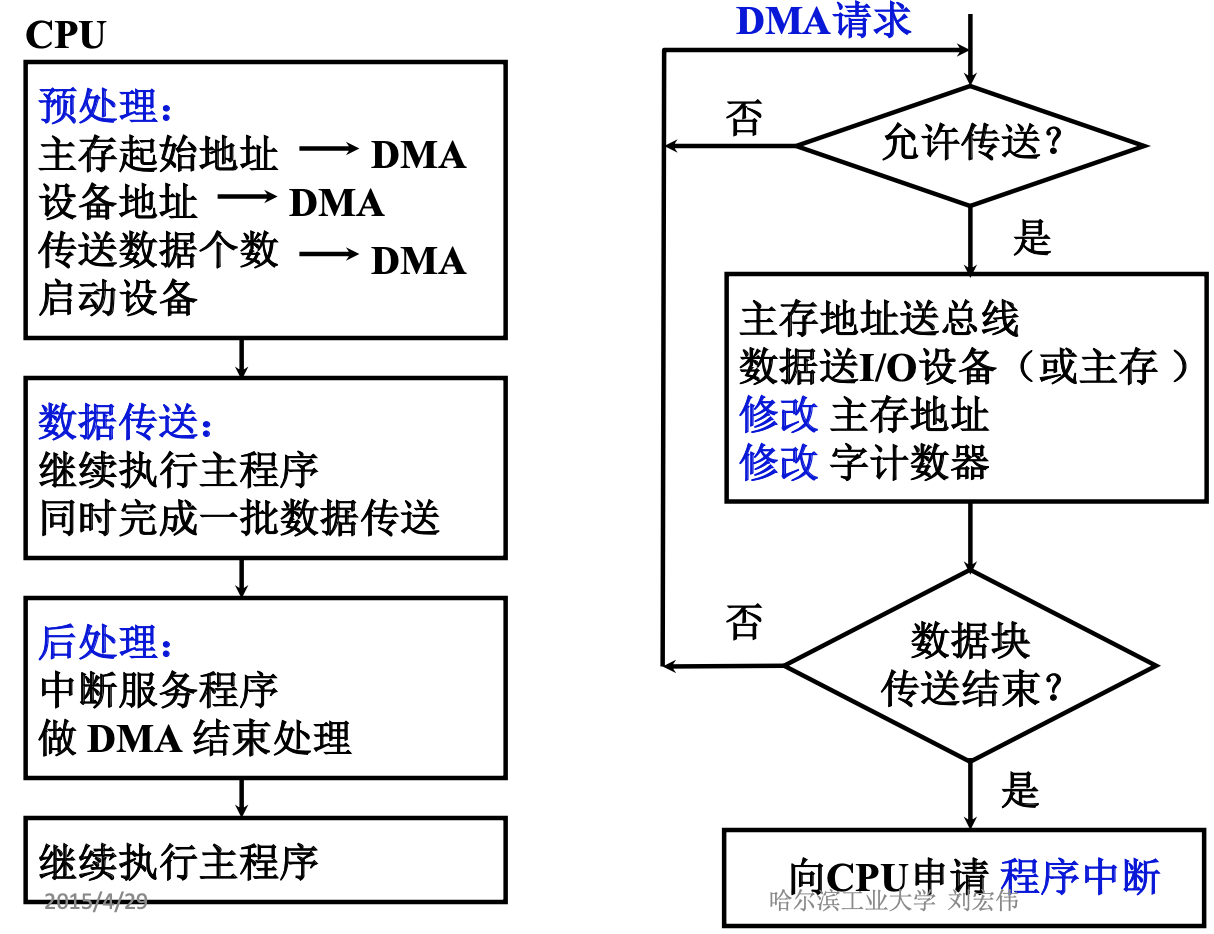 CPU
预处理：
主存起始地址 → DMA
设备地址 → DMA
传送数据个数 → DMA
启动设备
数据传送：
继续执行主程序
同时完成一批数据传送
后处理：
中断服务程序
做 DMA 结束处理
继续执行主程序
2015/4/29
DMA请求
允许传送？
否
是
主存地址送总线
数据送I/O设备（或主存 ）
修改 主存地址
修改 字计数器
数据块
传送结束？
否
是
向CPU申请 程序中断
哈尔滨工业大学 刘宏伟